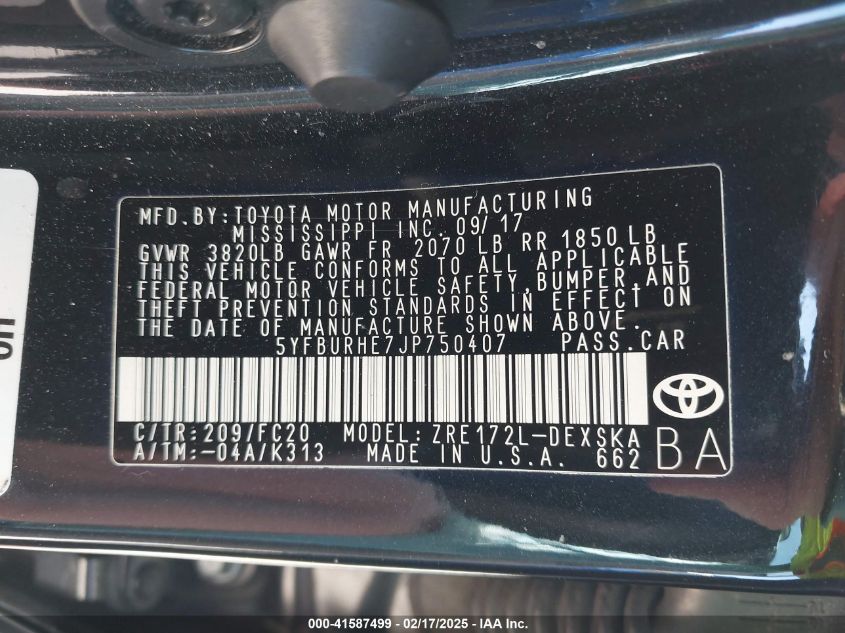 MFD.BY:TOYOTA MOTOR MANUFACTURING
MISSISSIPPI INC. 09/17
GVWR 3820LB GAWR FR 2070 LB RR 1850 LB
THIS VEHICLE CONFORMS TO ALL APPLICABLE
FEDERAL MOTOR VEHICLE SAFETY,BUMPER,AND
THEFT PREVENTION STANDARDS IN EFFECT ON
THE DATE OF MANUFACTURE SHOWN ABOVE.
5YFBURHE7JP750407 PASS.CAR
C/TR:209/FC20 MODEL:ZRE172L-DEXSKA
A/TM:-04A/K313 MADE IN U.S.A. 662 BA
000-41587499 - 02/17/2025 - IAA Inc.